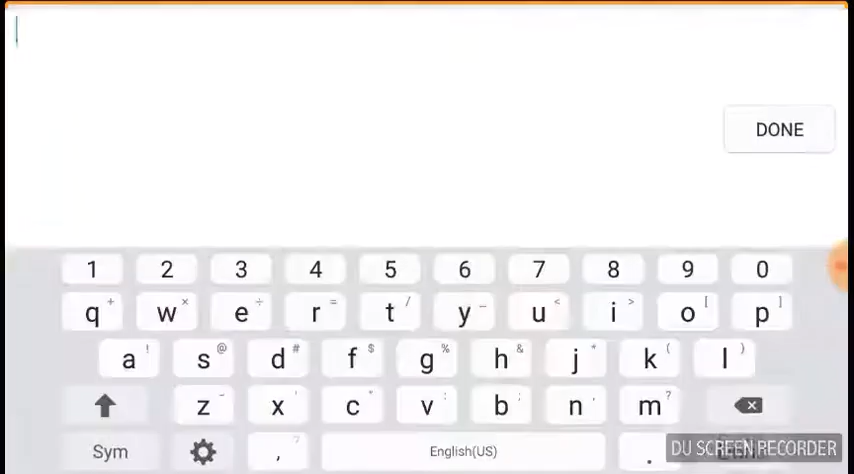 DONE
1 2 3 4 5 6 7 8 9 0
q + w × e ÷ r = t / y _ u < i > o [ p ]
a ! s @ d # f $ g % h & j * k ( l )
z - x ' c " v : b ; n , m ?
Sym , ? English(US) .
DU SCREEN RECORDER